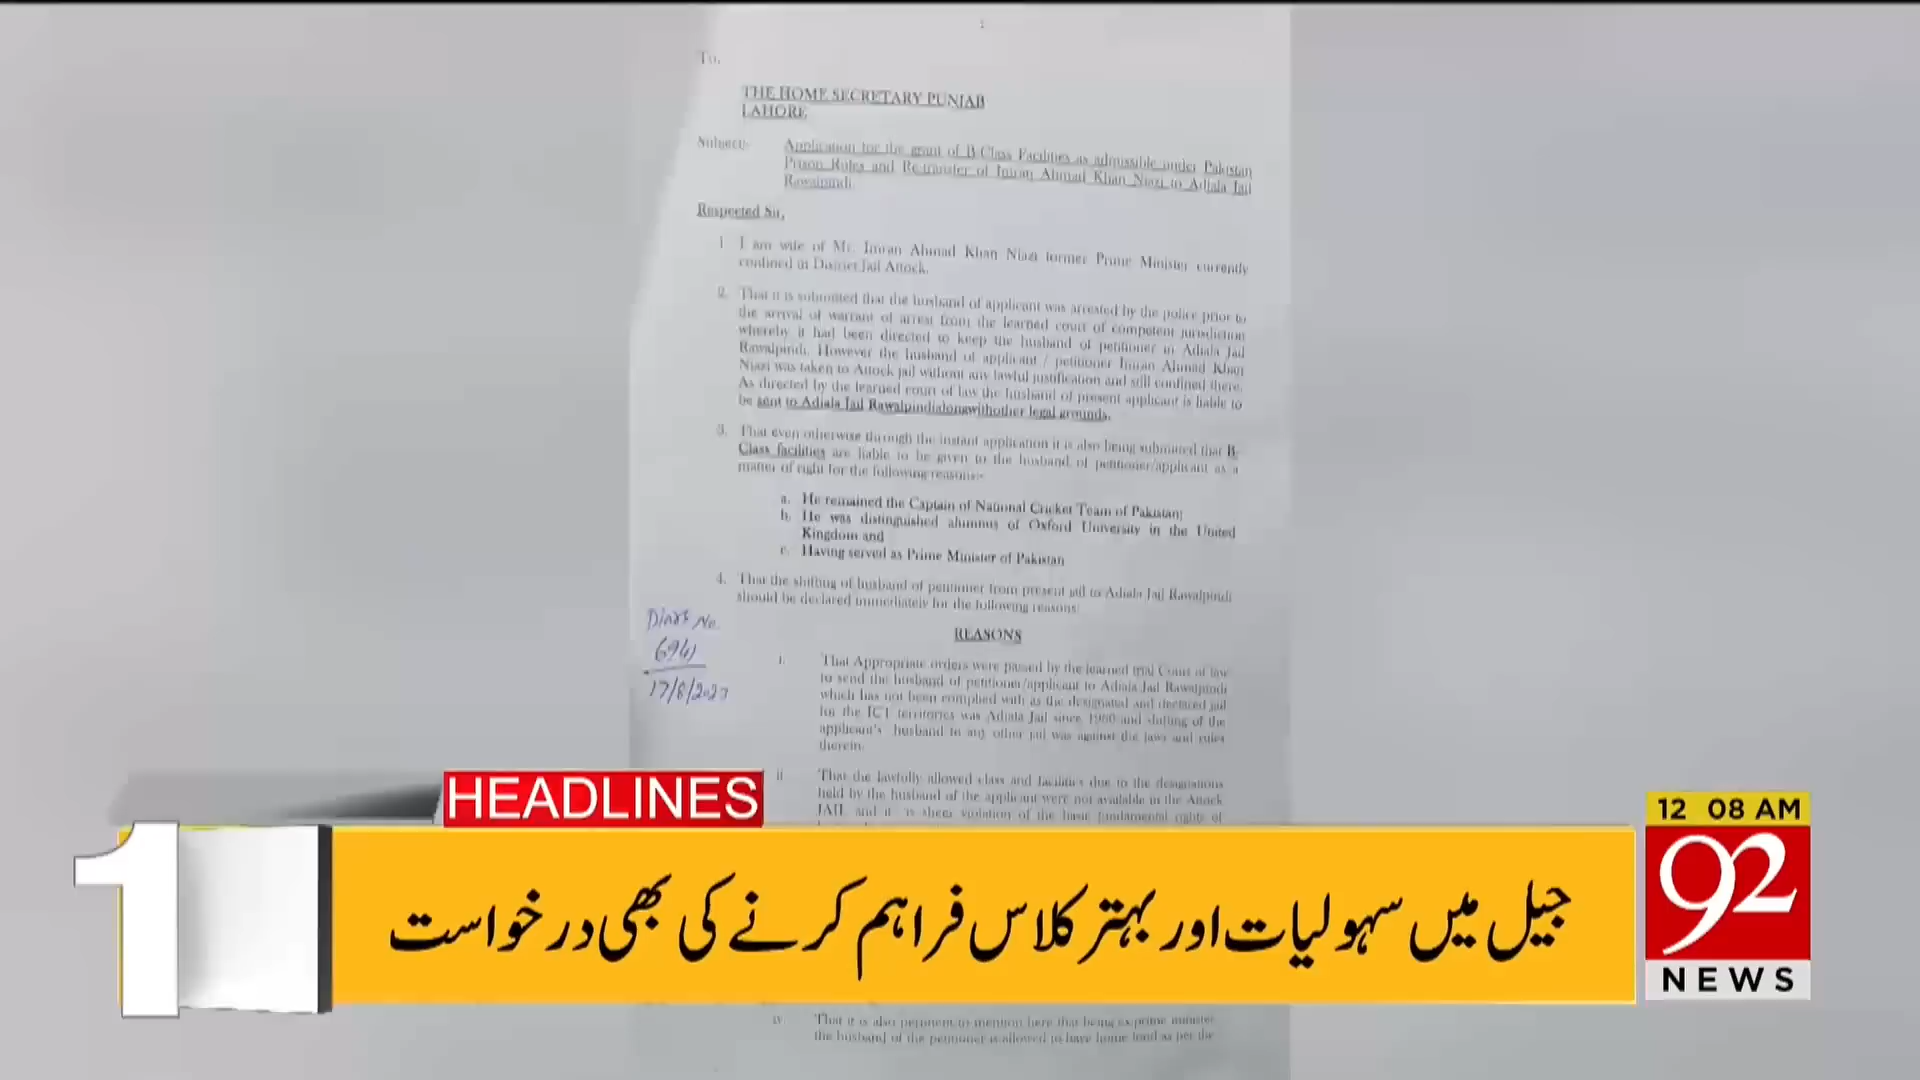 To,
THE HOME SECRETARY PUNJAB
LAHORE
Subject:- Application for the grant of B Class Facilities as admissible under Pakistan
Prison Rules and Re-transfer of Imran Ahmad Khan Niazi to Adiala Jail
Rawalpindi.
Respected Sir,
1. I am wife of Mr. Imran Ahmad Khan Niazi former Prime Minister currently
confined in District Jail Attock.
2. That it is submitted that the husband of applicant was arrested by the police prior to
the arrival of warrant of arrest from the learned court of competent jurisdiction
whereby it had been directed to keep the husband of petitioner in Adiala Jail
Rawalpindi. However the husband of applicant / petitioner Imran Ahmad Khan
Niazi was taken to Attock jail without any lawful justification and still confined there.
As directed by the learned court of law the husband of present applicant is liable to
be sent to Adiala Jail Rawalpindialongwithother legal grounds.
3. That even otherwise through the instant application it is also being submitted that B-
Class facilities are liable to be given to the husband of petitioner/applicant as a
matter of right for the following reasons:-
a. He remained the Captain of National Cricket Team of Pakistan;
b. He was distinguished alumnus of Oxford University in the United
Kingdom and
c. Having served as Prime Minister of Pakistan
4. That the shifting of husband of petitioner from present jail to Adiala Jail Rawalpindi
should be declared immediately for the following reasons:
REASONS
i. That Appropriate orders were passed by the learned trial Court of law
to send the husband of petitioner/applicant to Adiala Jail Rawalpindi
which has not been complied with as the designated and declared jail
for the ICT territories was Adiala Jail since 1960 and shifting of the
applicant's husband to any other jail was against the laws and rules
therein.
ii. That the lawfully allowed class and facilities due to the designations
held by the husband of the applicant were not available in the Attock
JAIL and it is sheer violation of the basic fundamental rights of
Diary No
6941
17/8/2023
HEADLINES
1
جیل میں سہولیات اور بہتر کلاس فراہم کرنے کی بھی درخواست
12 08 AM
92
NEWS
iv. That it is also pertinent to mention here that being ex prime minister
the husband of the petitioner is allowed to have home food as per the